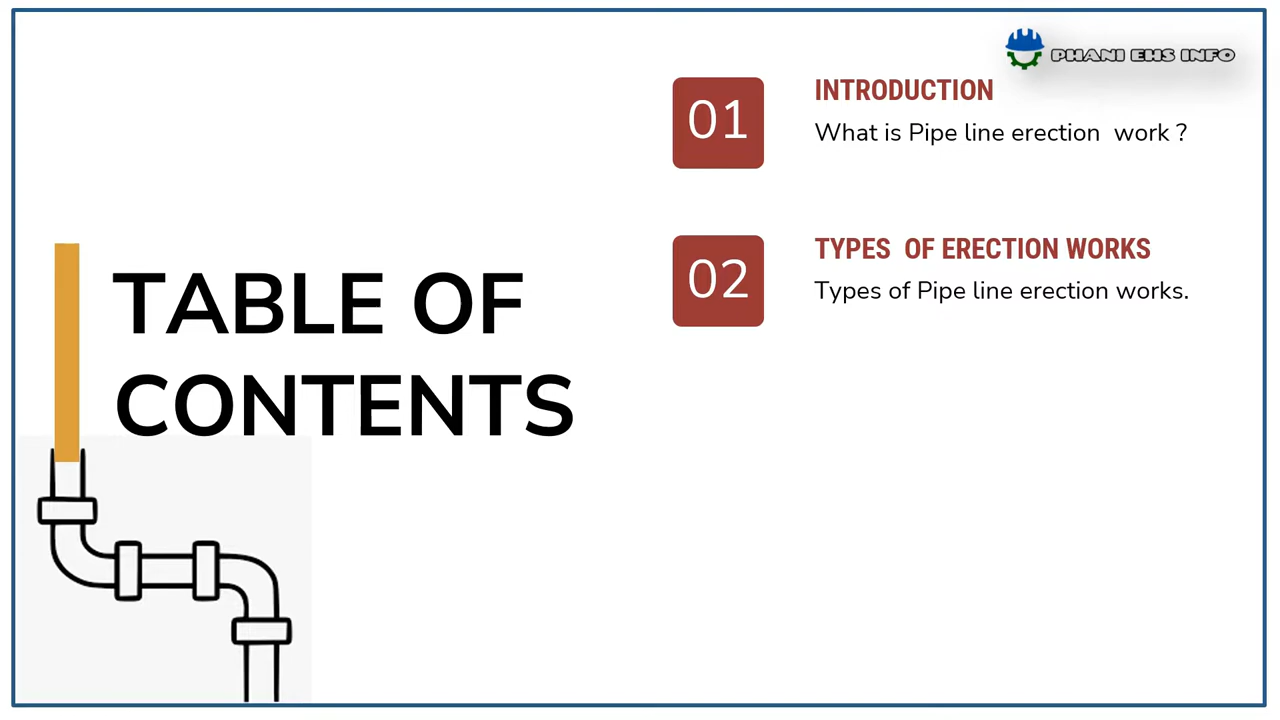 PHANI EHS INFO
TABLE OF
CONTENTS
01
INTRODUCTION
What is Pipe line erection  work ?
02
TYPES  OF ERECTION WORKS
Types of Pipe line erection works.